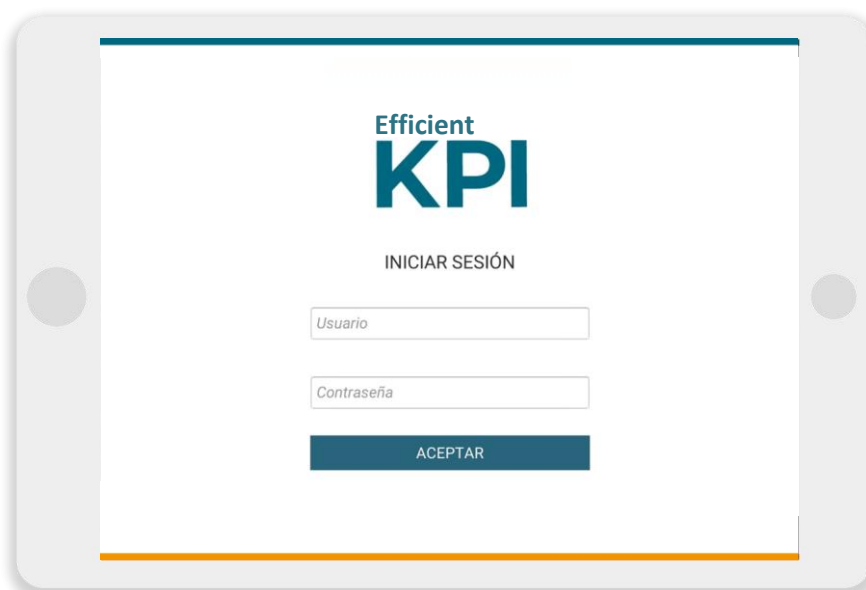 Efficient
KPI
INICIAR SESIÓN
Usuario
Contraseña
ACEPTAR